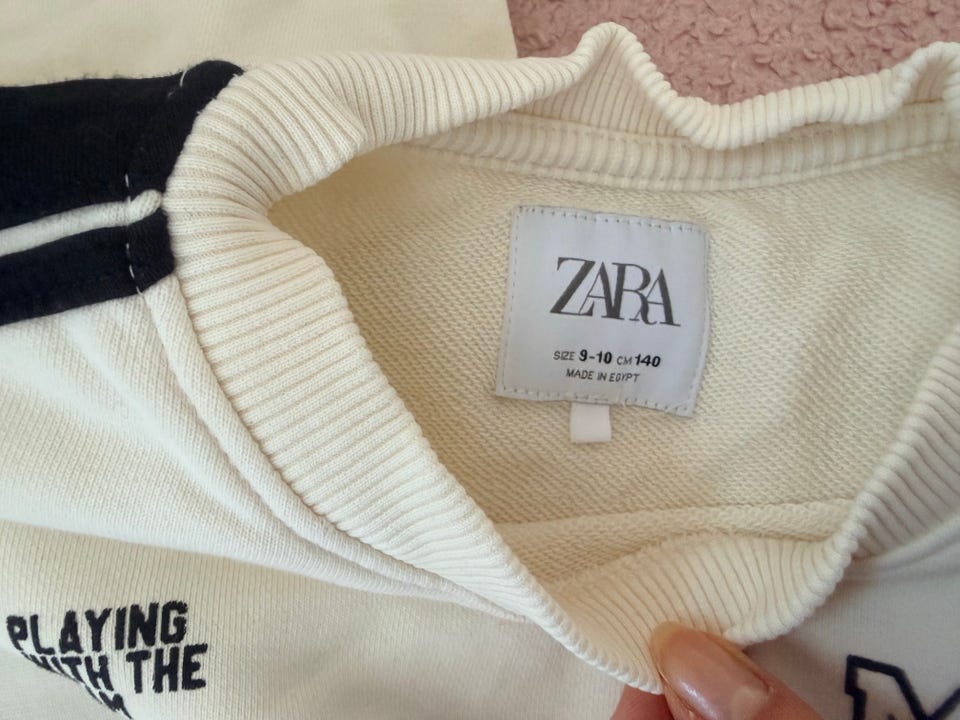 ZARA
SIZE 9-10 CM 140
MADE IN EGYPT
PLAYING
WITH THE
M